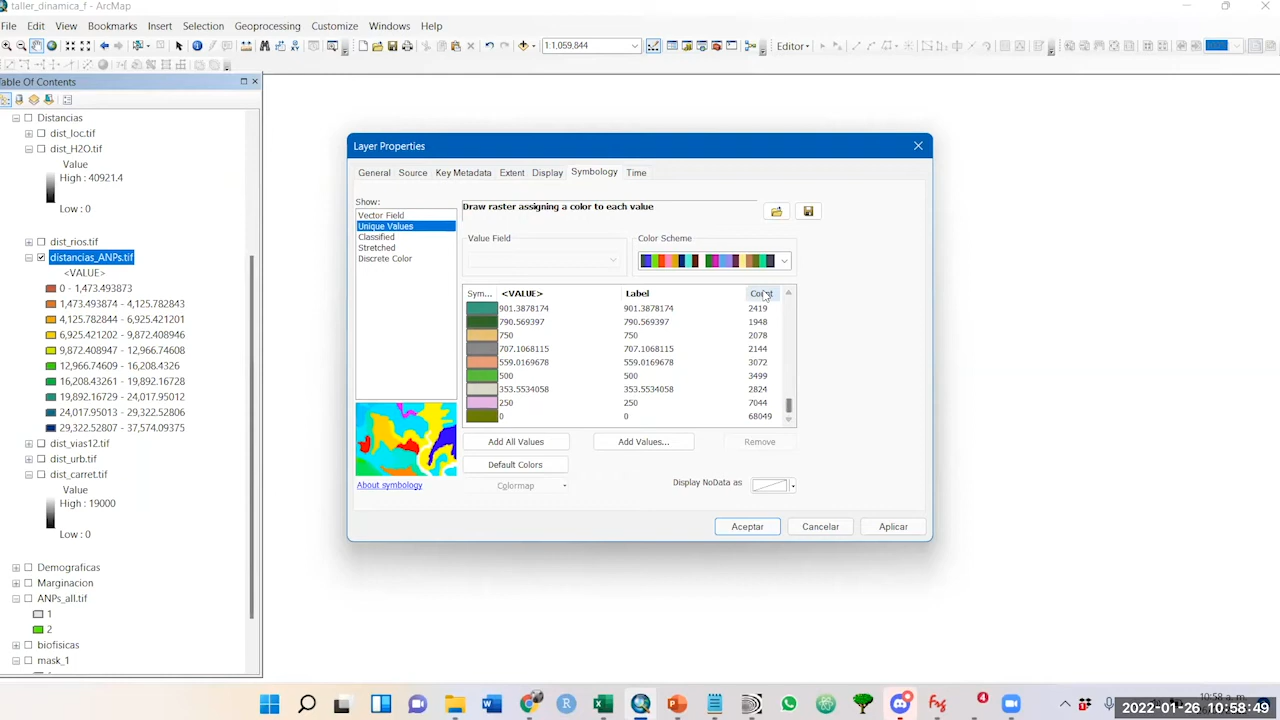 taller_dinamica_f - ArcMap
File Edit View Bookmarks Insert Selection Geoprocessing Customize Windows Help
1:1,059,844
Editor
Table Of Contents
Distancias
dist_loc.tif
dist_H2O.tif
Value
High : 40921.4
Low : 0
dist_rios.tif
distancias_ANPs.tif
<VALUE>
0 - 1,473.493873
1,473.493874 - 4,125.782843
4,125.782844 - 6,925.421201
6,925.421202 - 9,872.408946
9,872.408947 - 12,966.74608
12,966.74609 - 16,208.4326
16,208.43261 - 19,892.16728
19,892.16729 - 24,017.95012
24,017.95013 - 29,322.52806
29,322.52807 - 37,574.09375
dist_vias12.tif
dist_urb.tif
dist_carret.tif
Value
High : 19000
Low : 0
Demograficas
Marginacion
ANPs_all.tif
1
2
biofisicas
mask_1
Layer Properties
General Source Key Metadata Extent Display Symbology Time
Show:
Vector Field
Unique Values
Classified
Stretched
Discrete Color
About symbology
Draw raster assigning a color to each value
Value Field
Color Scheme
Sym... <VALUE> Label Count
901.3878174 901.3878174 2419
790.569397 790.569397 1948
750 750 2078
707.1068115 707.1068115 2144
559.0169678 559.0169678 3072
500 500 3499
353.5534058 353.5534058 2824
250 250 7044
0 0 68049
Add All Values Add Values... Remove
Default Colors
Colormap
Display NoData as
Aceptar Cancelar Aplicar
4
10:58 a. m.
2022-01-26 10:58:49